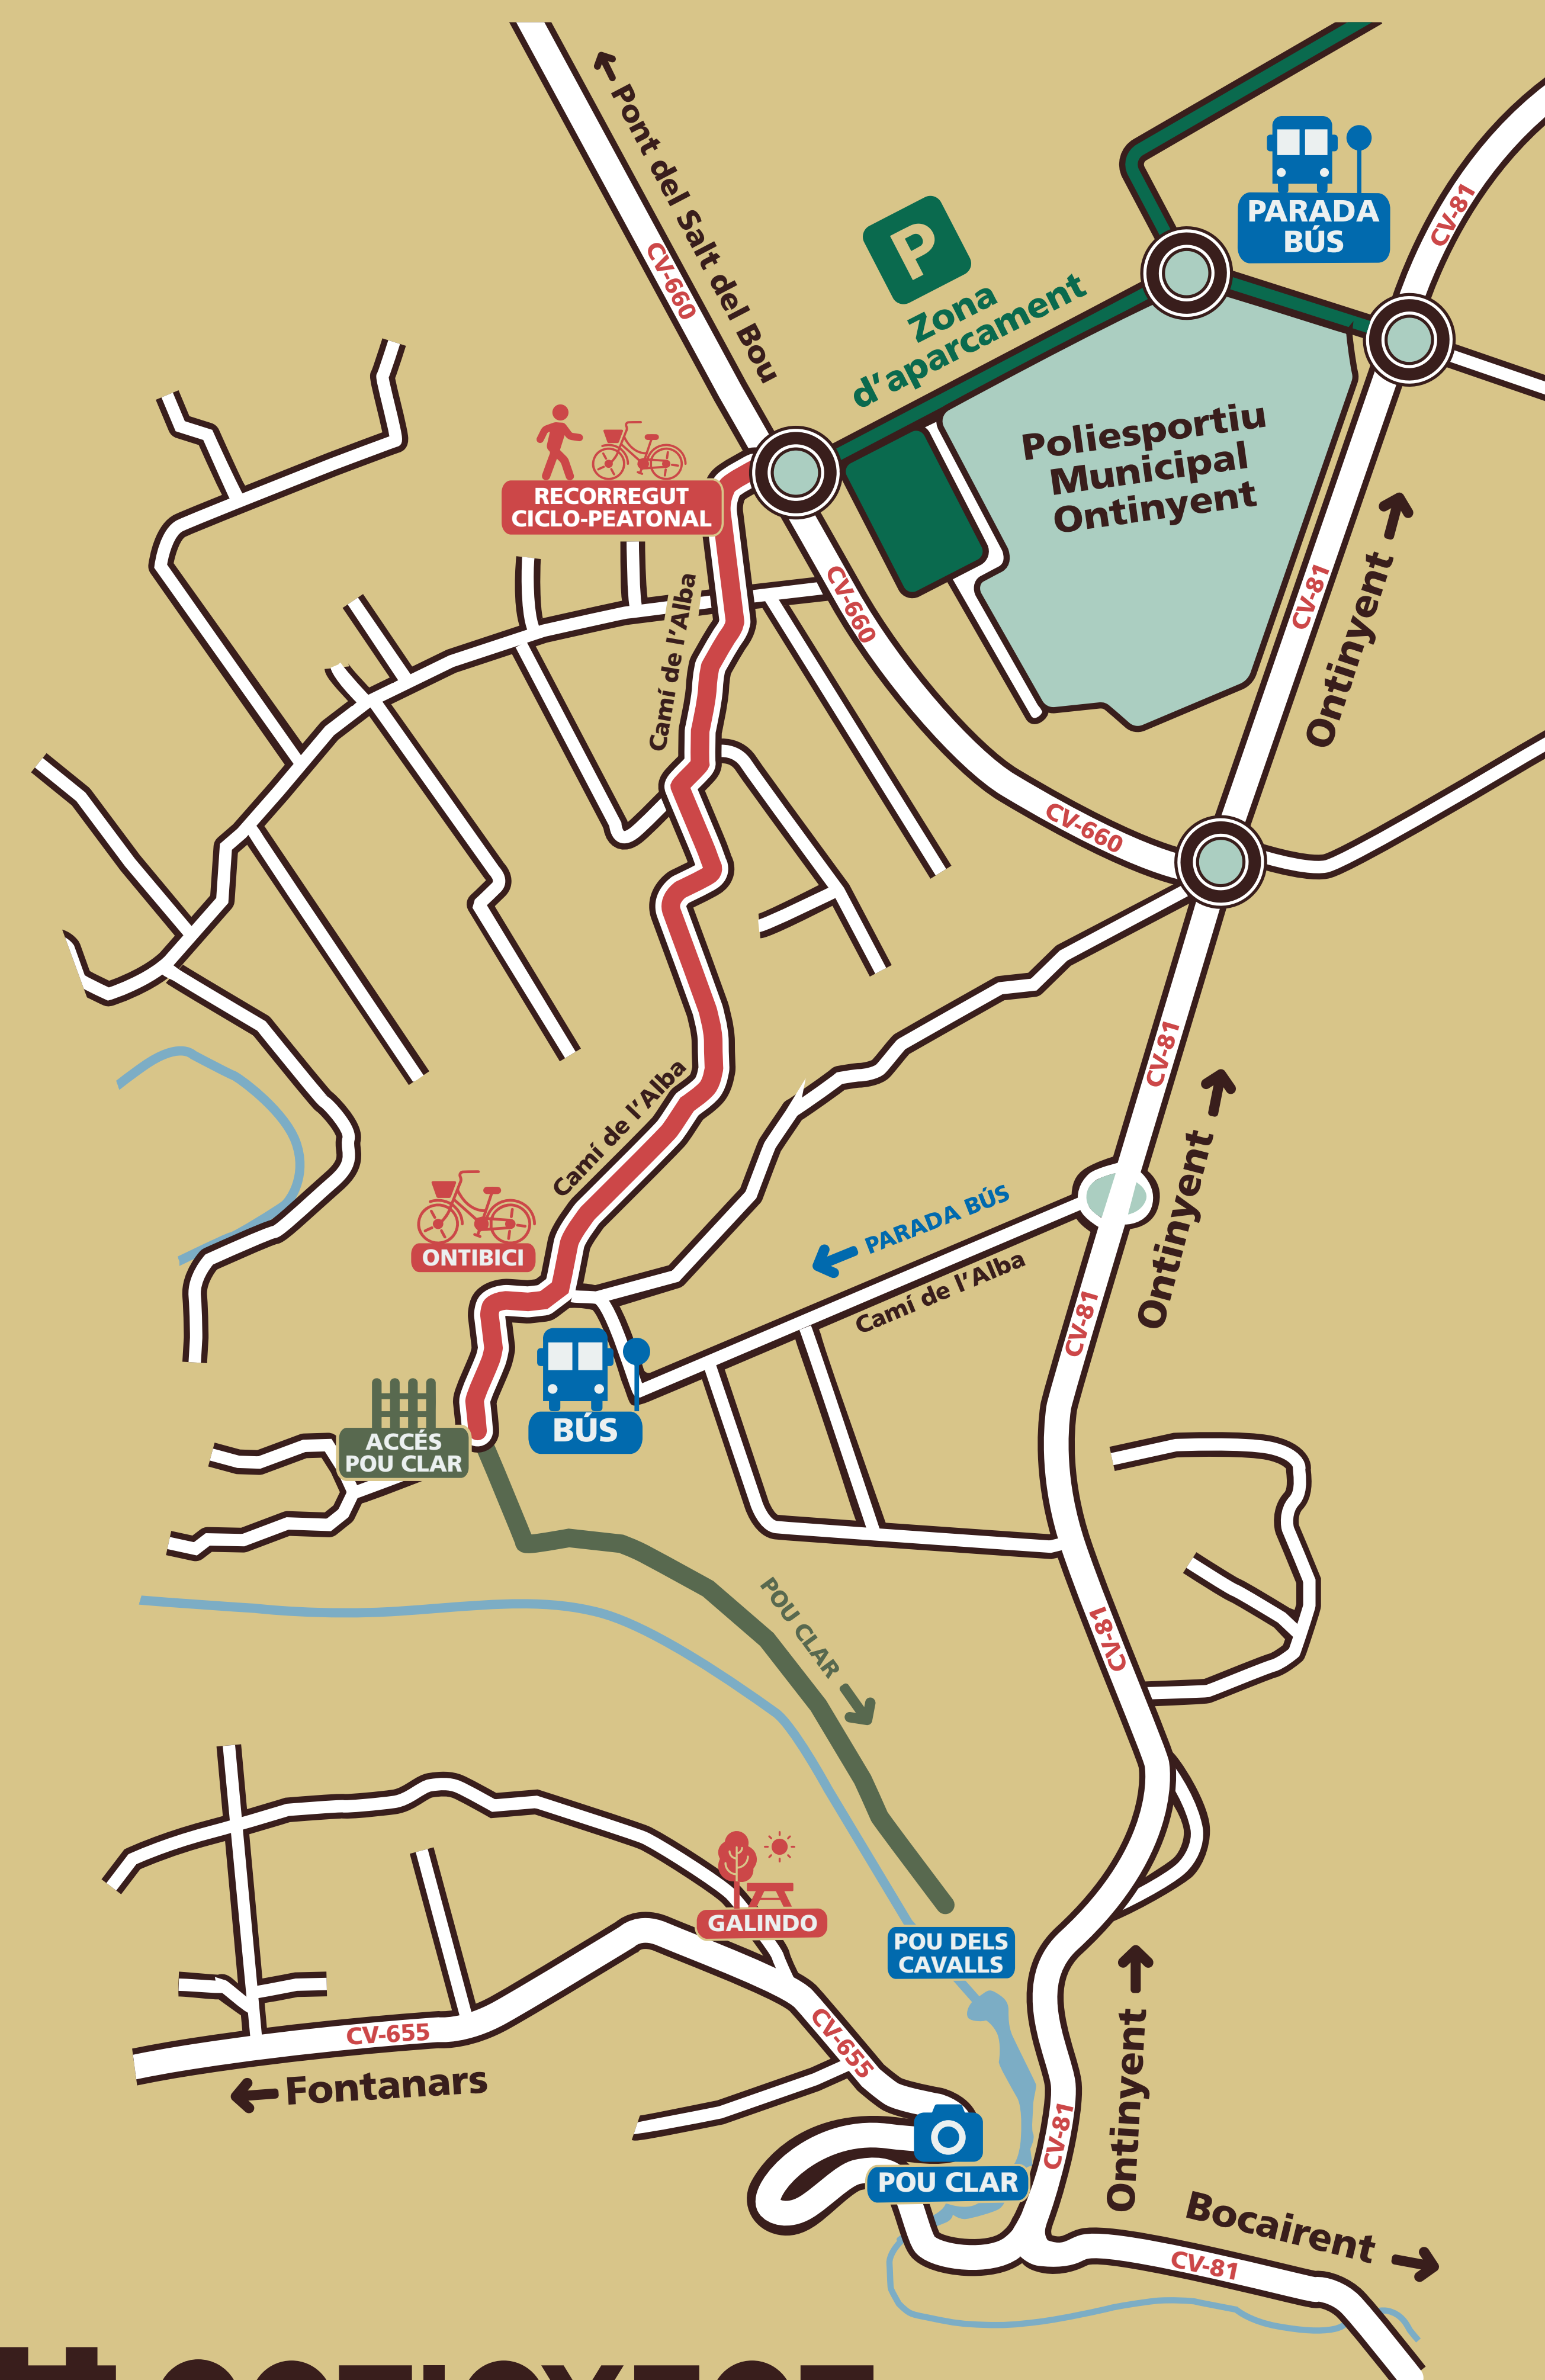 Pont del Salt del Bou
CV-660
P
Zona
d'aparcament
PARADA
BÚS
CV-81
Poliesportiu
Municipal
Ontinyent
RECORREGUT
CICLO-PEATONAL
Camí de l'Alba
CV-660
CV-81
Ontinyent
CV-660
CV-81
Ontinyent
Camí de l'Alba
ONTIBICI
PARADA BÚS
Camí de l'Alba
CV-81
BÚS
ACCÉS
POU CLAR
POU CLAR
CV-81
GALINDO
POU DELS
CAVALLS
CV-655
Fontanars
CV-655
Ontinyent
CV-81
POU CLAR
Bocairent
CV-81